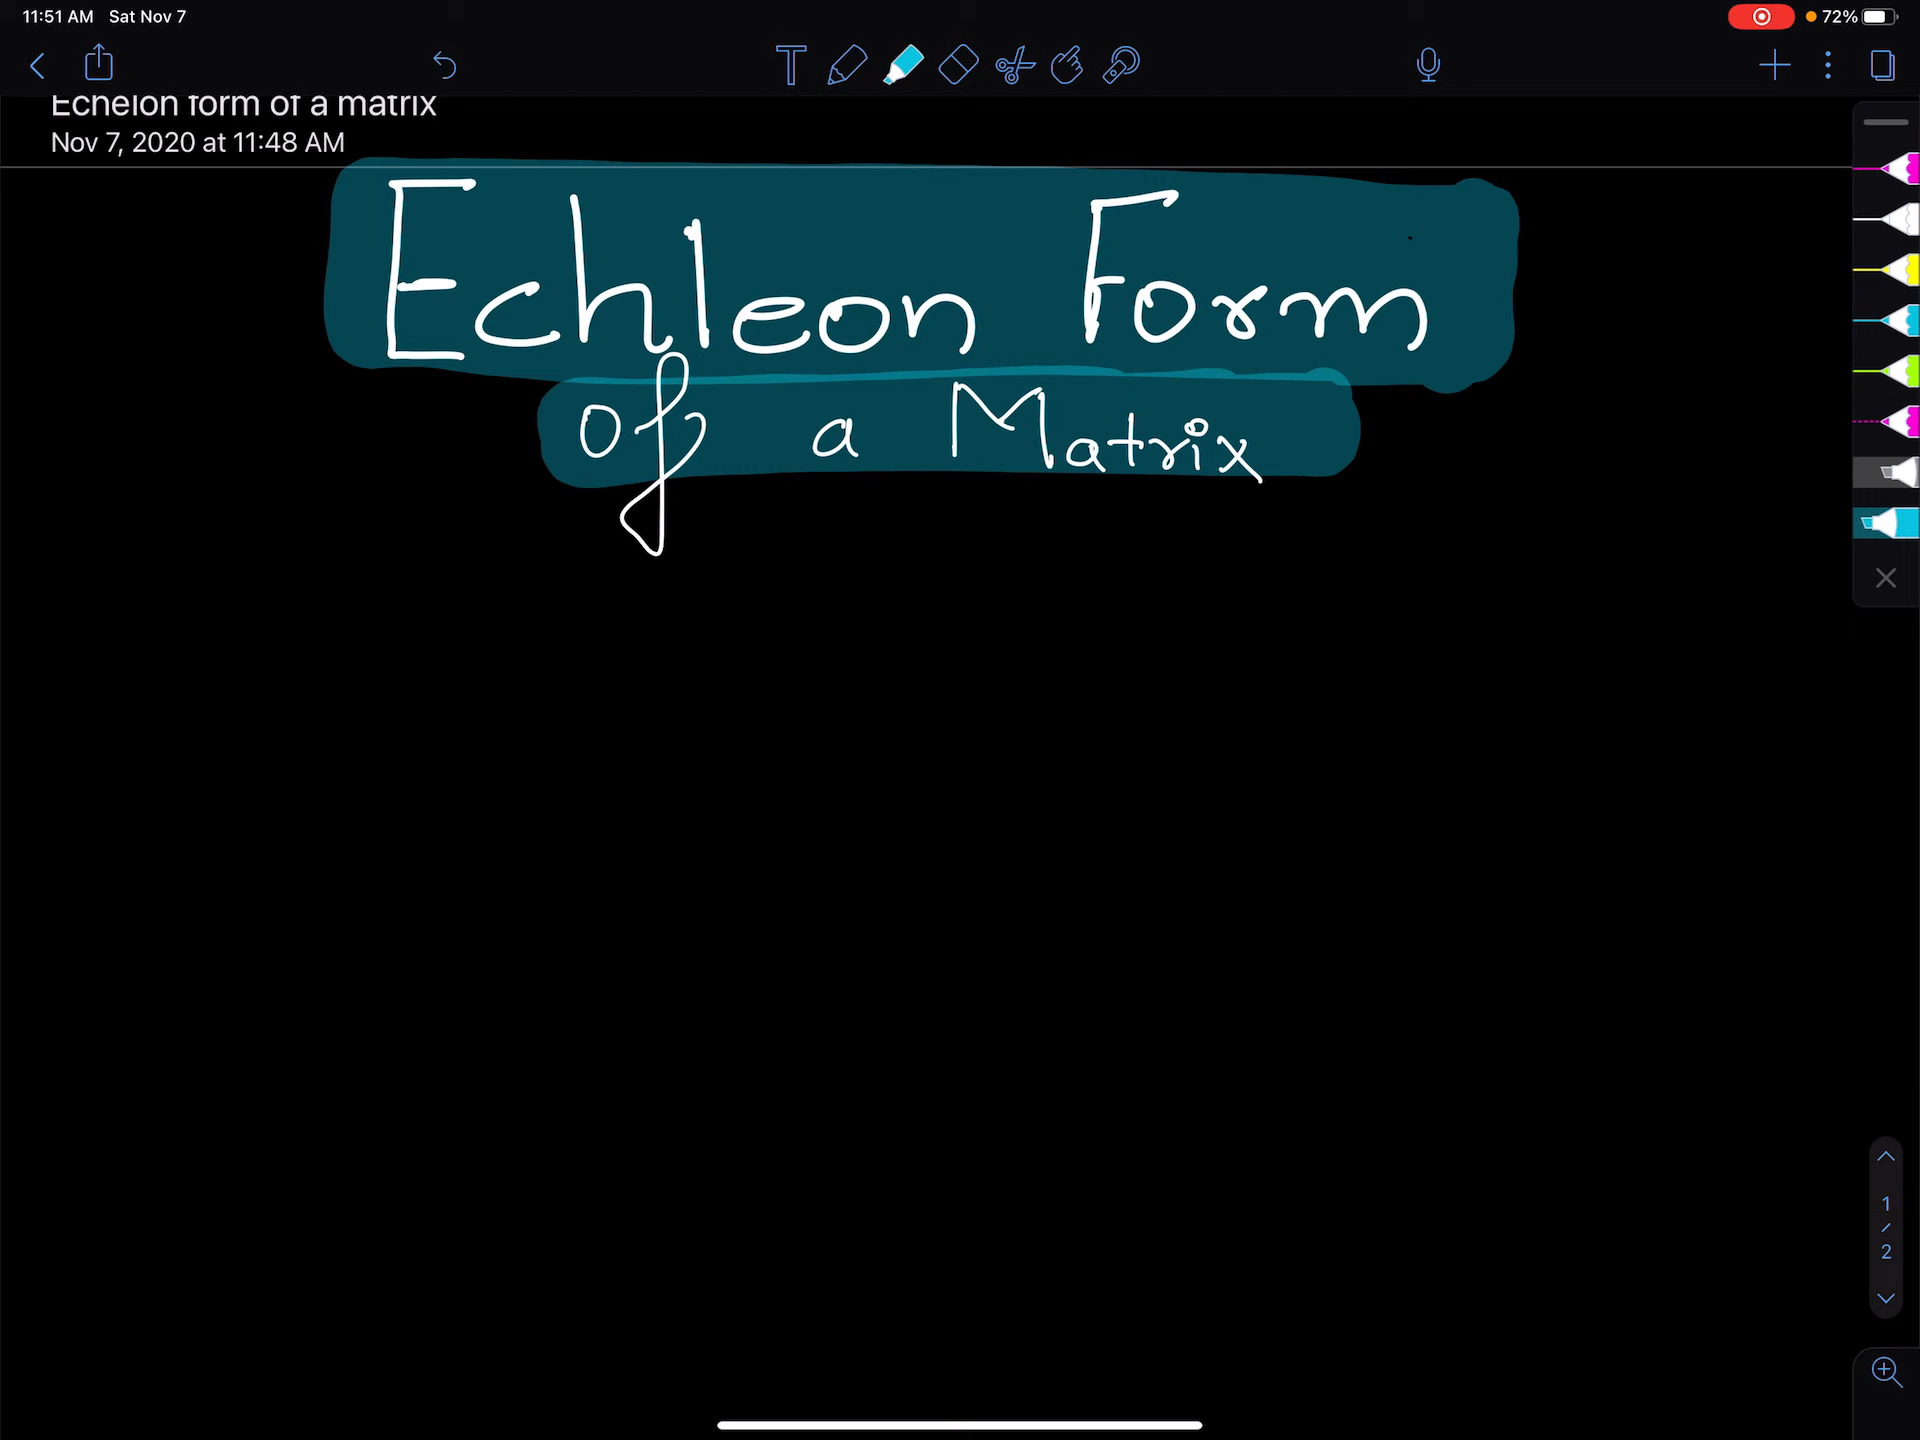 11:51 AM Sat Nov 7
72%
Echelon form of a matrix
Nov 7, 2020 at 11:48 AM
Echleon Form
of a Matrix
1
/
2